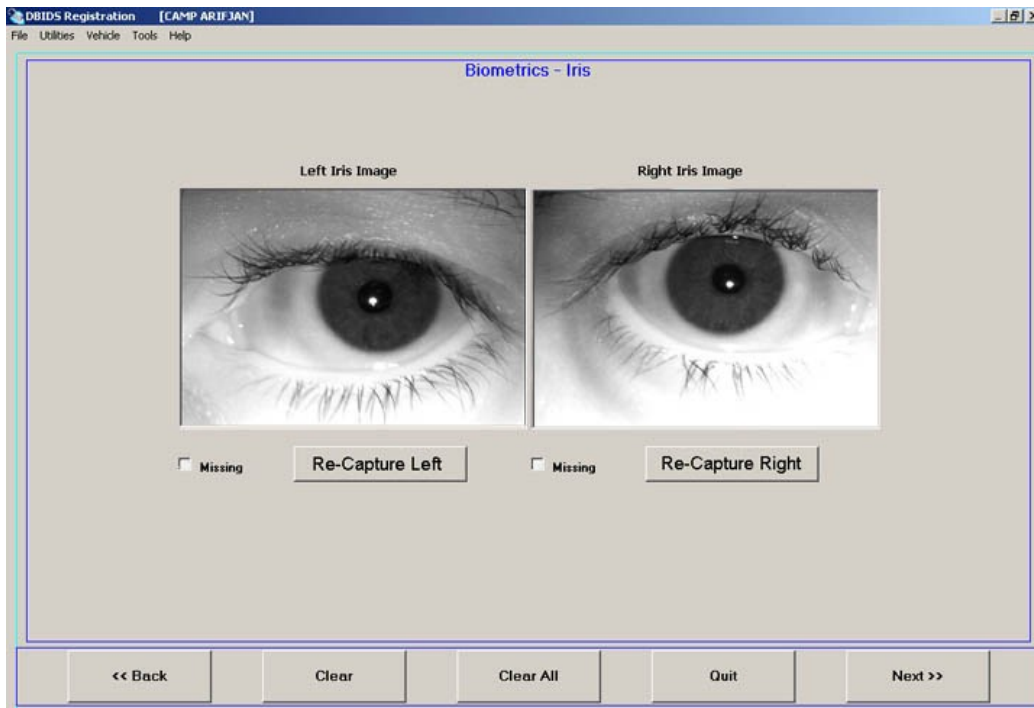 DBIDS Registration [CAMP ARIFJAN]
File Utilities Vehicle Tools Help
Biometrics - Iris
Left Iris Image Right Iris Image
Missing Re-Capture Left Missing Re-Capture Right
<< Back Clear Clear All Quit Next >>